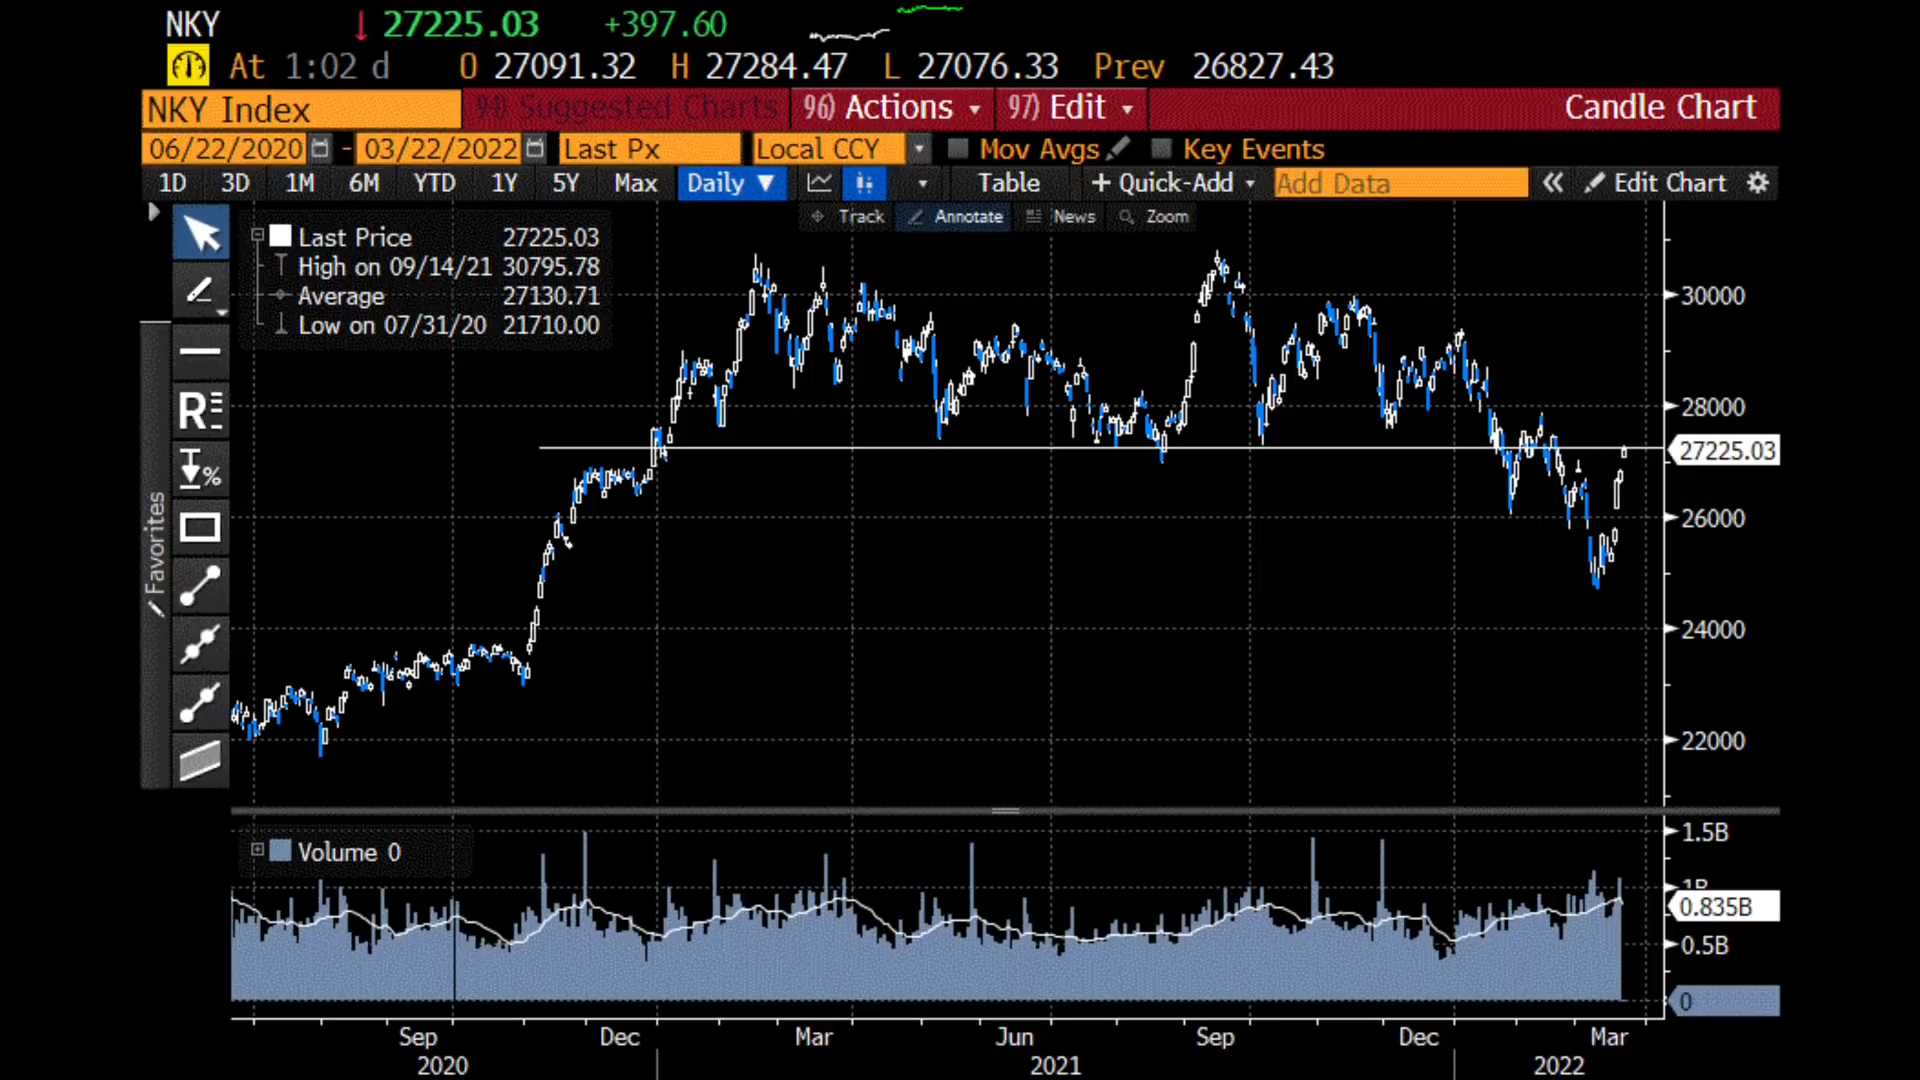 NKY 27225.03 +397.60
At 1:02 d O 27091.32 H 27284.47 L 27076.33 Prev 26827.43
NKY Index 94) Suggested Charts 96) Actions 97) Edit Candle Chart
06/22/2020 - 03/22/2022 Last Px Local CCY Mov Avgs Key Events
1D 3D 1M 6M YTD 1Y 5Y Max Daily ▼ Table + Quick-Add Add Data « Edit Chart
Track Annotate News Zoom
Last Price 27225.03
High on 09/14/21 30795.78
Average 27130.71
Low on 07/31/20 21710.00
Favorites
R
%
30000
28000
27225.03
26000
24000
22000
Volume 0
1.5B
1B
0.835B
0.5B
0
Sep Dec Mar Jun Sep Dec Mar
2020 2021 2022